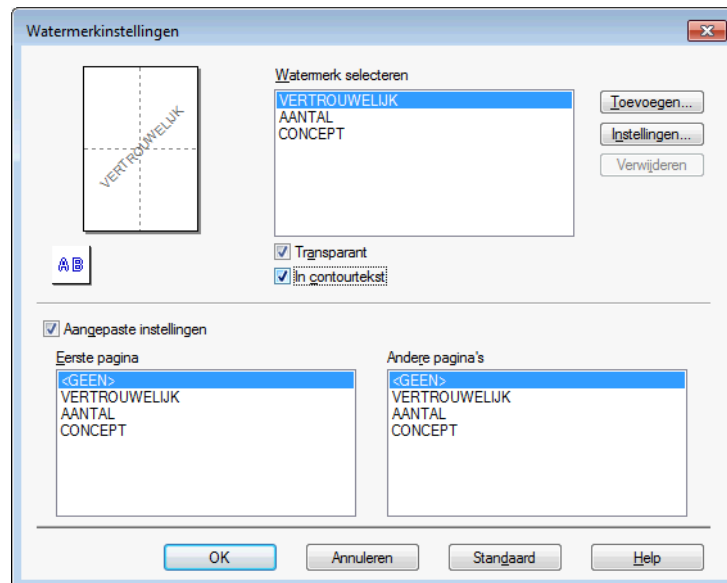 Watermerkinstellingen
VERTROUWELIJK
AB
Watermerk selecteren
VERTROUWELIJK
AANTAL
CONCEPT
Toevoegen...
Instellingen...
Verwijderen
Transparant
In contourtekst
Aangepaste instellingen
Eerste pagina
<GEEN>
VERTROUWELIJK
AANTAL
CONCEPT
Andere pagina's
<GEEN>
VERTROUWELIJK
AANTAL
CONCEPT
OK
Annuleren
Standaard
Help